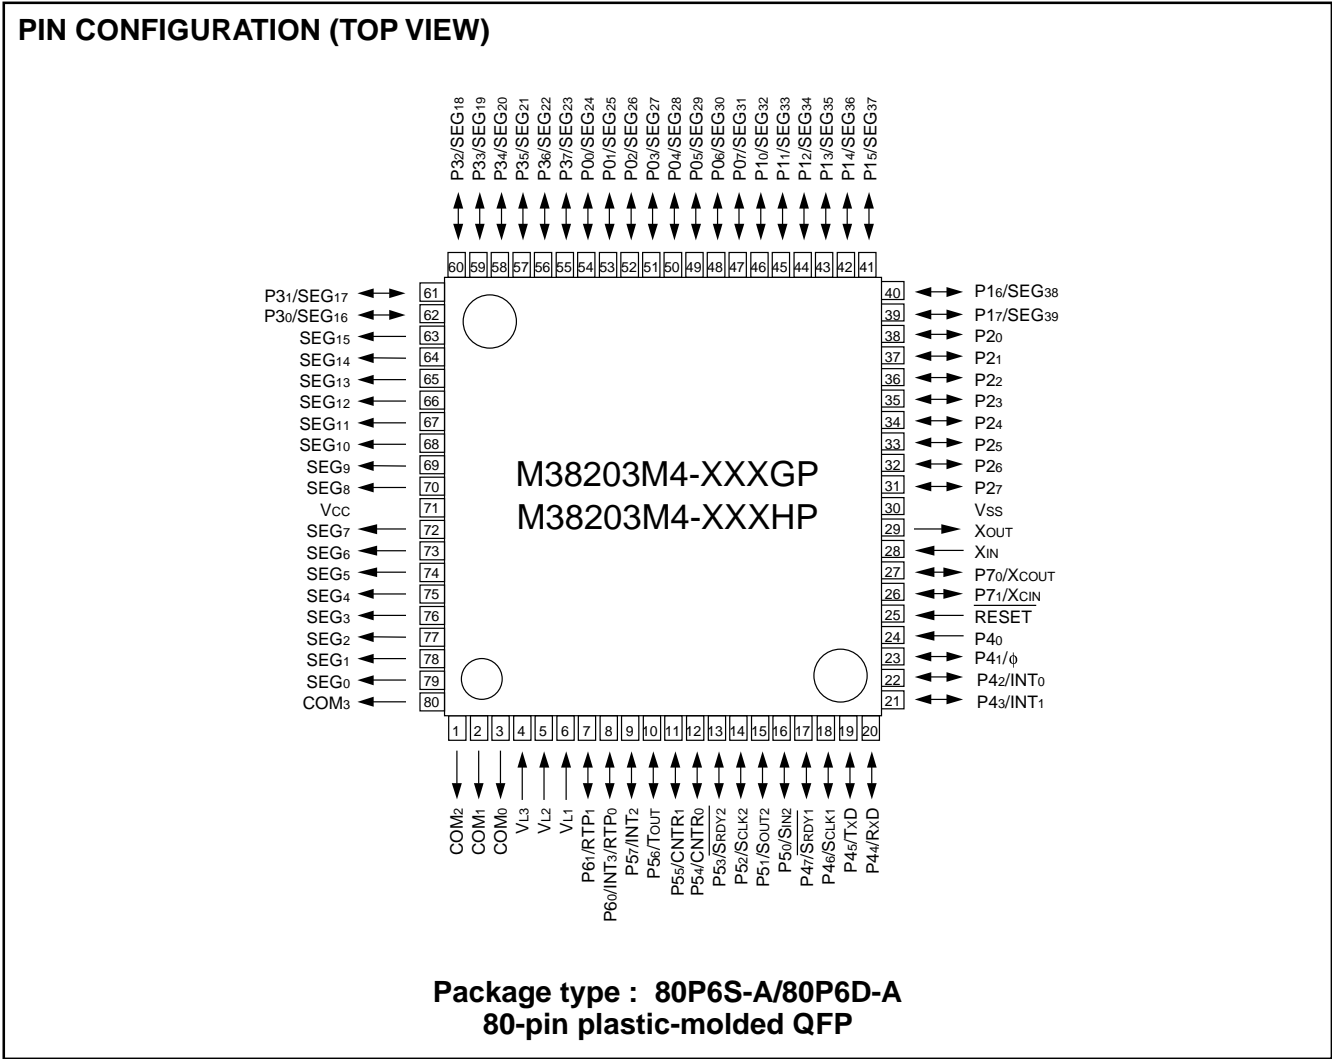 PIN CONFIGURATION (TOP VIEW)
P32/SEG18
P33/SEG19
P34/SEG20
P35/SEG21
P36/SEG22
P37/SEG23
P00/SEG24
P01/SEG25
P02/SEG26
P03/SEG27
P04/SEG28
P05/SEG29
P06/SEG30
P07/SEG31
P10/SEG32
P11/SEG33
P12/SEG34
P13/SEG35
P14/SEG36
P15/SEG37
60 59 58 57 56 55 54 53 52 51 50 49 48 47 46 45 44 43 42 41
P31/SEG17 61
P30/SEG16 62
SEG15 63
SEG14 64
SEG13 65
SEG12 66
SEG11 67
SEG10 68
SEG9 69
SEG8 70
VCC 71
SEG7 72
SEG6 73
SEG5 74
SEG4 75
SEG3 76
SEG2 77
SEG1 78
SEG0 79
COM3 80
M38203M4-XXXGP
M38203M4-XXXHP
40 P16/SEG38
39 P17/SEG39
38 P20
37 P21
36 P22
35 P23
34 P24
33 P25
32 P26
31 P27
30 VSS
29 XOUT
28 XIN
27 P70/XCOUT
26 P71/XCIN
25 RESET
24 P40
23 P41/ϕ
22 P42/INT0
21 P43/INT1
1 2 3 4 5 6 7 8 9 10 11 12 13 14 15 16 17 18 19 20
COM2
COM1
COM0
VL3
VL2
VL1
P61/RTP1
P60/INT3/RTP0
P57/INT2
P56/TOUT
P55/CNTR1
P54/CNTR0
P53/SRDY2
P52/SCLK2
P51/SOUT2
P50/SIN2
P47/SRDY1
P46/SCLK1
P45/TXD
P44/RXD
Package type : 80P6S-A/80P6D-A
80-pin plastic-molded QFP